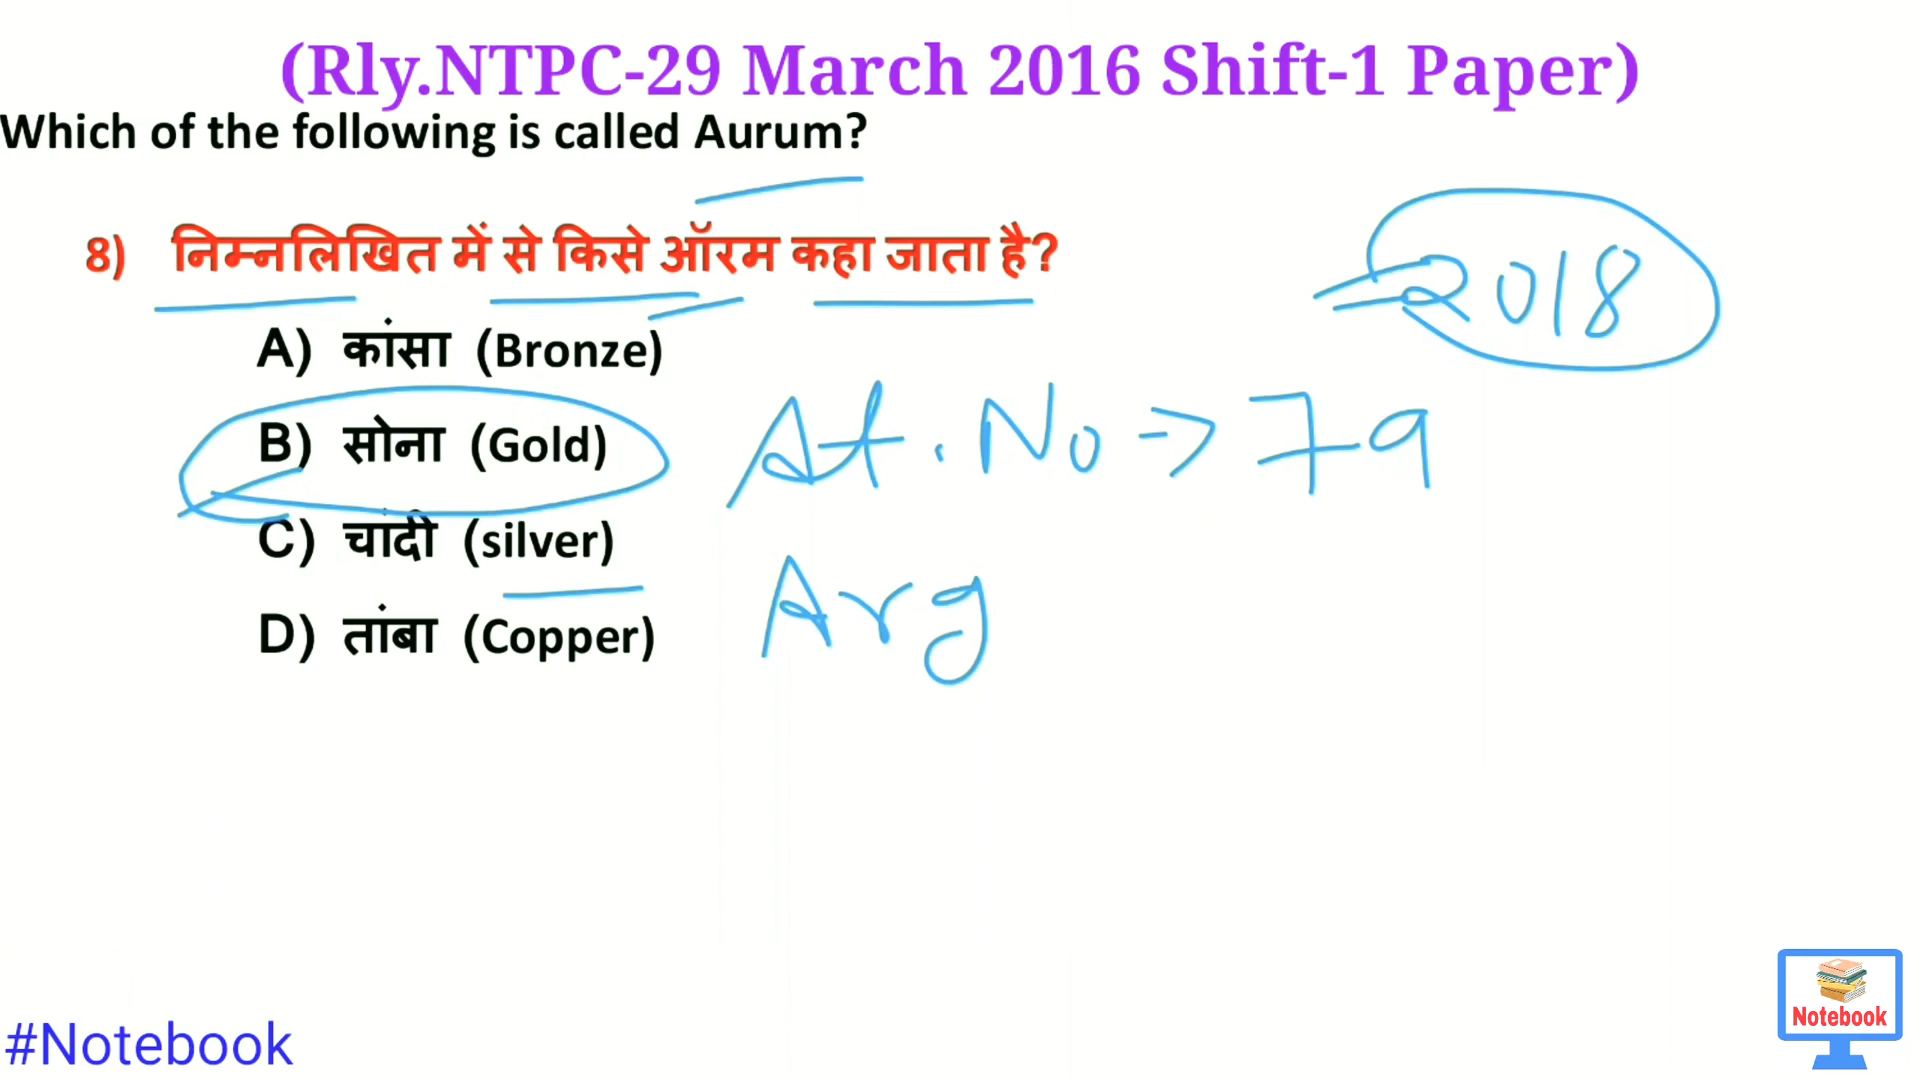 (Rly.NTPC-29 March 2016 Shift-1 Paper)
Which of the following is called Aurum?
8) निम्नलिखित में से किसे ऑरम कहा जाता है?
2018
A) कांसा (Bronze)
B) सोना (Gold)
At. No → 79
C) चांदी (silver)
Arg
D) तांबा (Copper)
Notebook
#Notebook